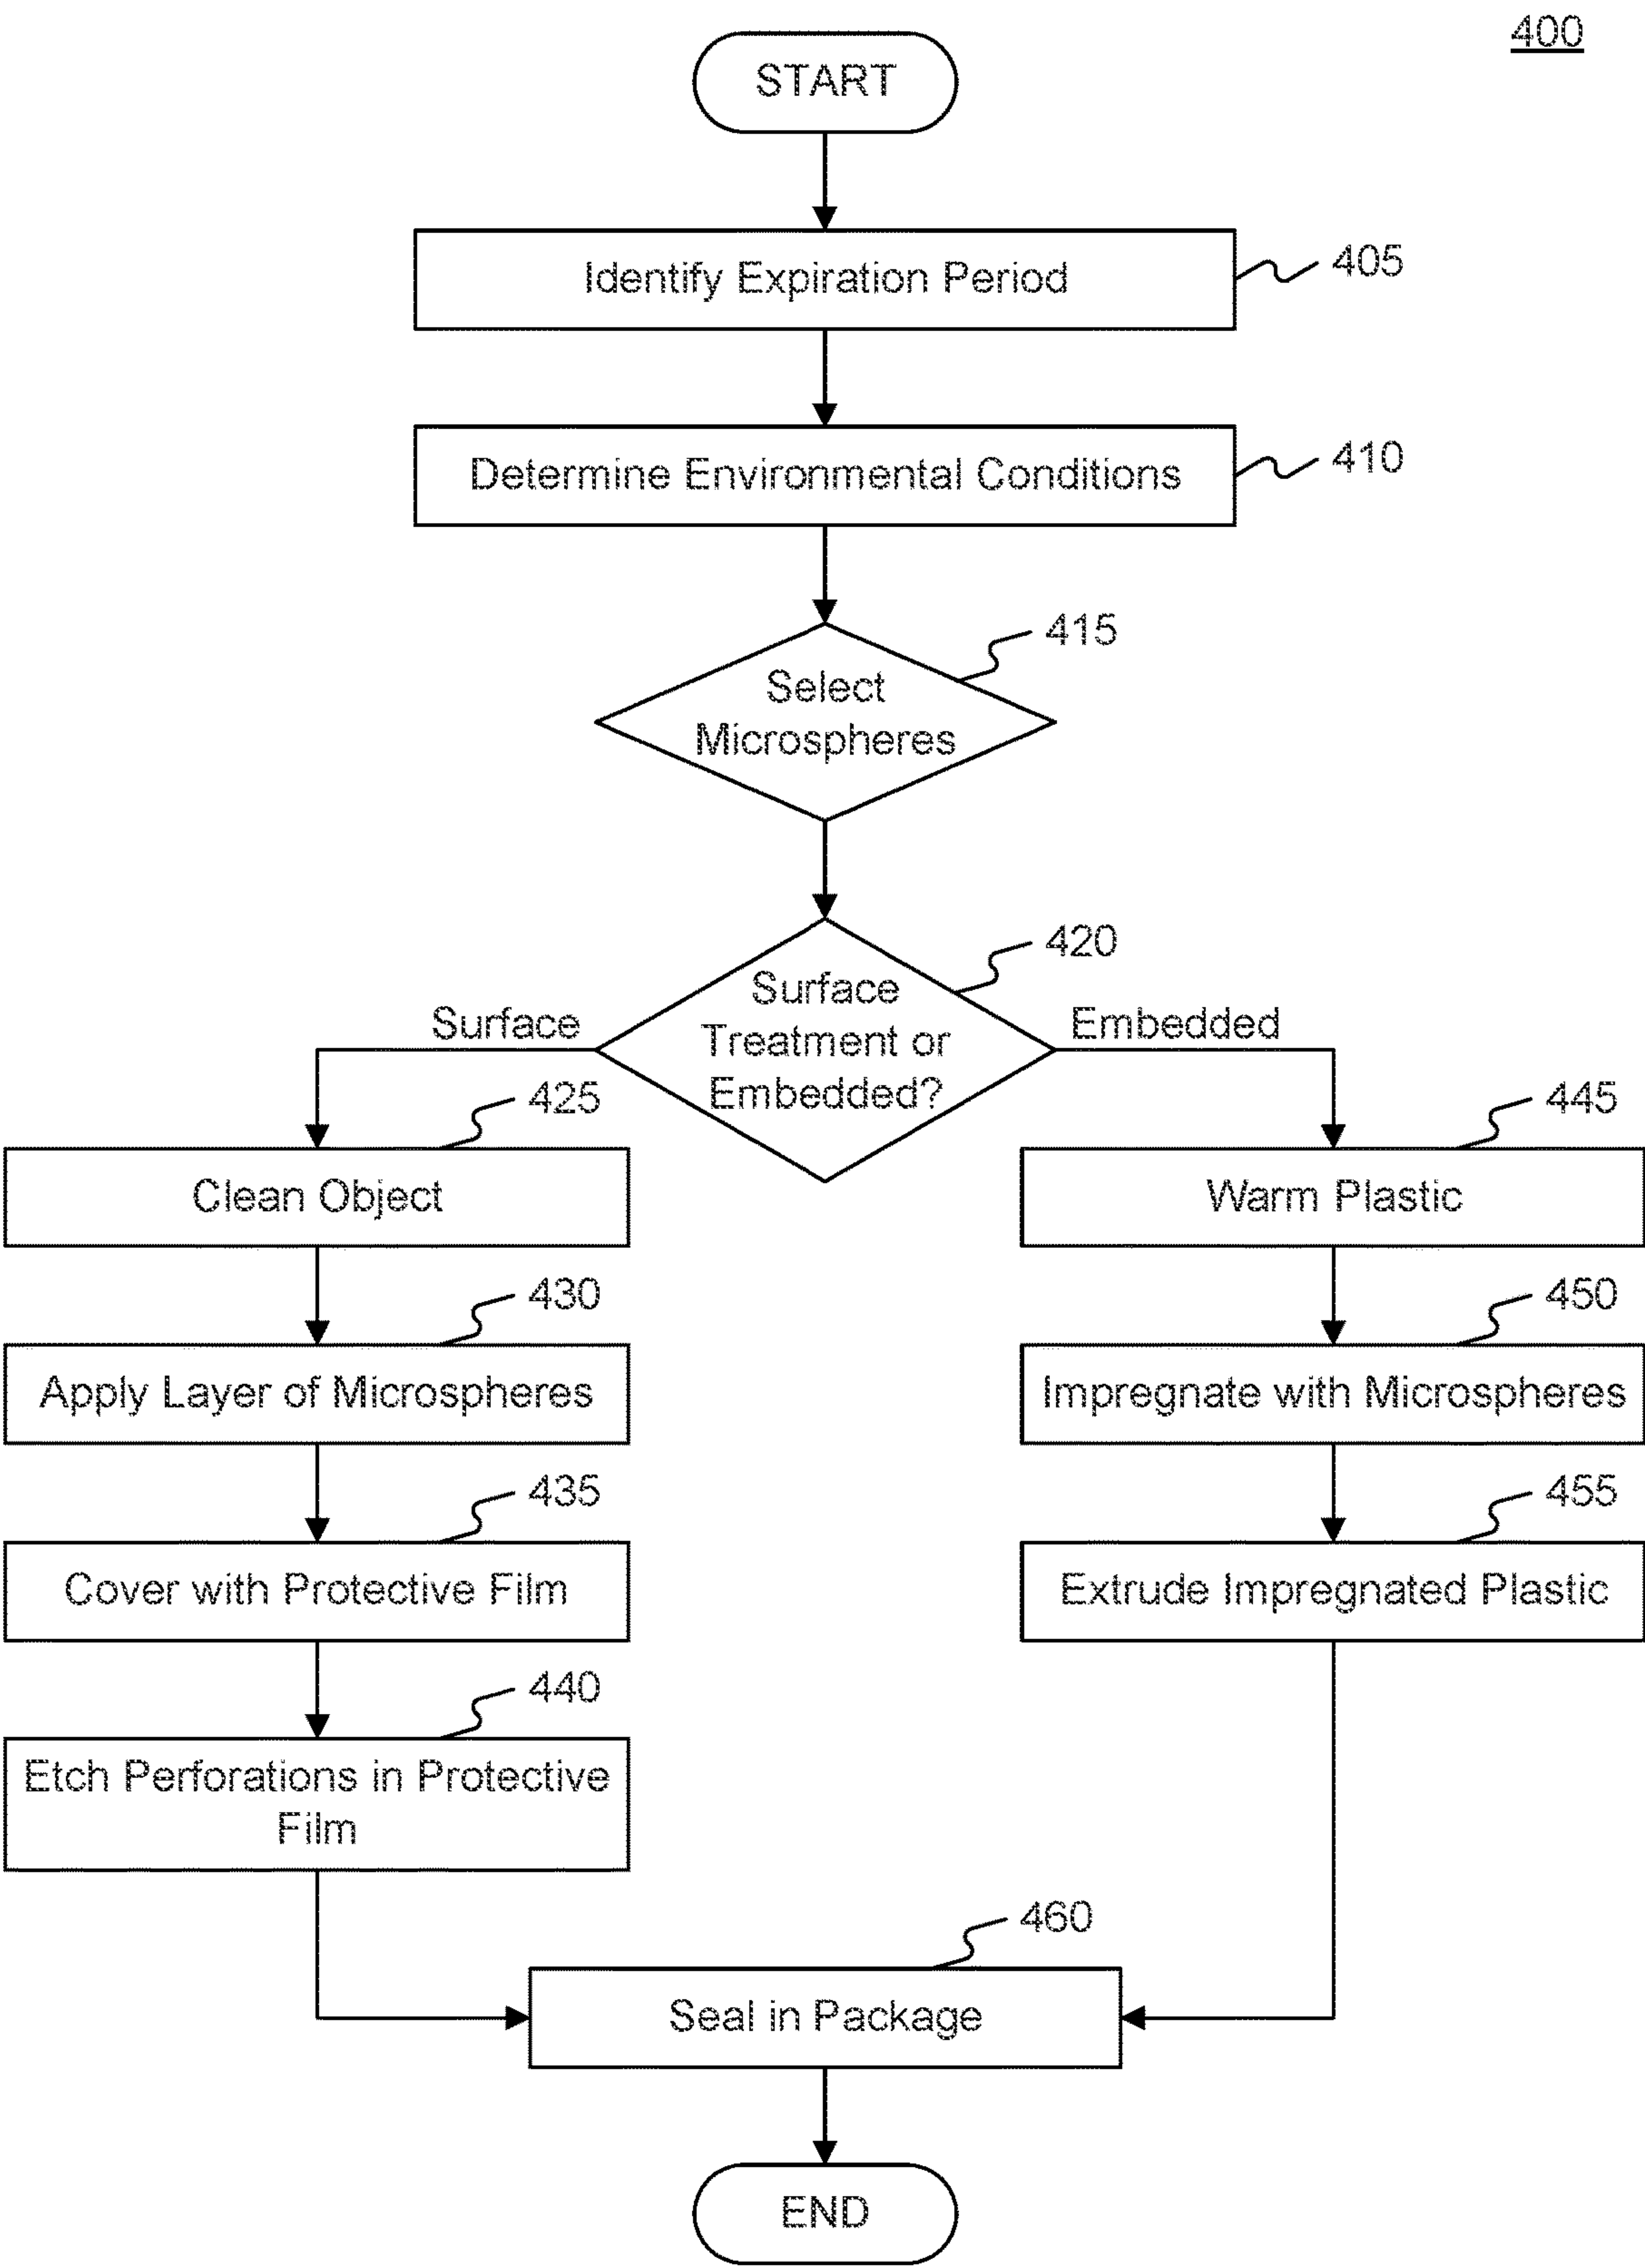 400
START
Identify Expiration Period
405
Determine Environmental Conditions
410
415
Select
Microspheres
420
Surface
Treatment or
Embedded?
Surface
Embedded
425
Clean Object
430
Apply Layer of Microspheres
435
Cover with Protective Film
440
Etch Perforations in Protective
Film
445
Warm Plastic
450
Impregnate with Microspheres
455
Extrude Impregnated Plastic
460
Seal in Package
END